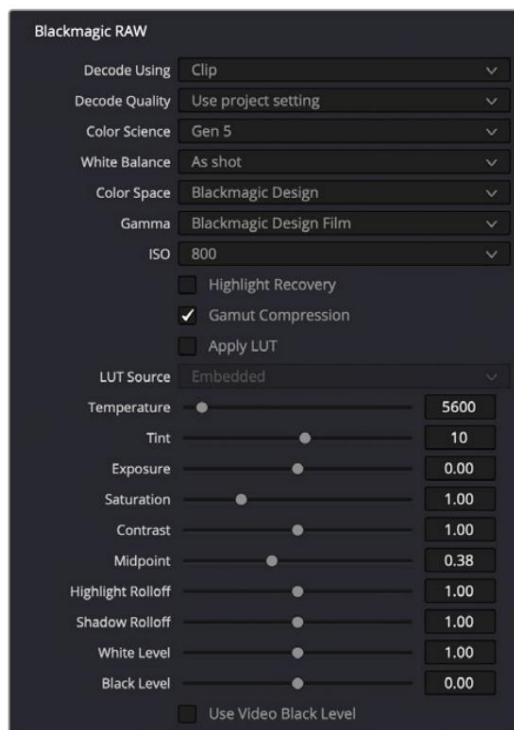 Blackmagic RAW
Decode Using Clip
Decode Quality Use project setting
Color Science Gen 5
White Balance As shot
Color Space Blackmagic Design
Gamma Blackmagic Design Film
ISO 800
Highlight Recovery
Gamut Compression
Apply LUT
LUT Source Embedded
Temperature 5600
Tint 10
Exposure 0.00
Saturation 1.00
Contrast 1.00
Midpoint 0.38
Highlight Rolloff 1.00
Shadow Rolloff 1.00
White Level 1.00
Black Level 0.00
Use Video Black Level